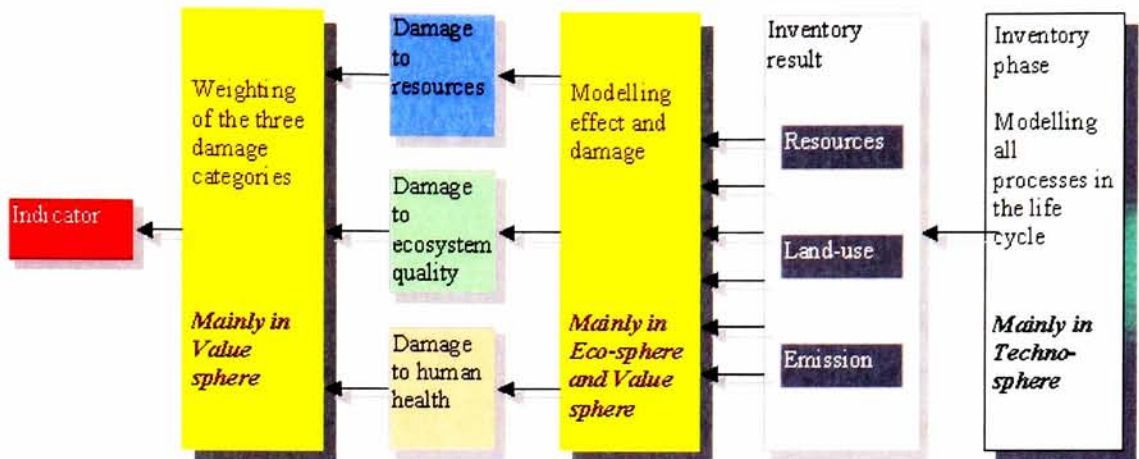 Indicator
Weighting
of the three
damage
categories
Mainly in
Value
sphere
Damage
to
resources
Damage
to
ecosystem
quality
Damage
to human
health
Modelling
effect and
damage
Mainly in
Eco-sphere
and Value
sphere
Inventory
result
Resources
Land-use
Emission
Inventory
phase
Modelling
all
processes in
the life
cycle
Mainly in
Techno-
sphere